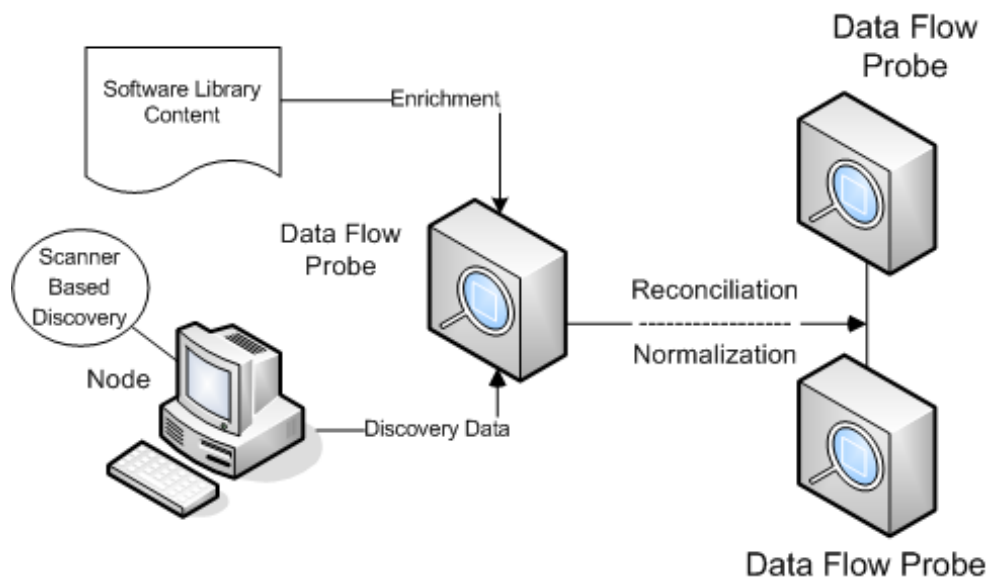 Data Flow
Probe
Software Library
Content
Enrichment
Data Flow
Probe
Scanner
Based
Discovery
Node
Discovery Data
Reconciliation
Normalization
Data Flow Probe